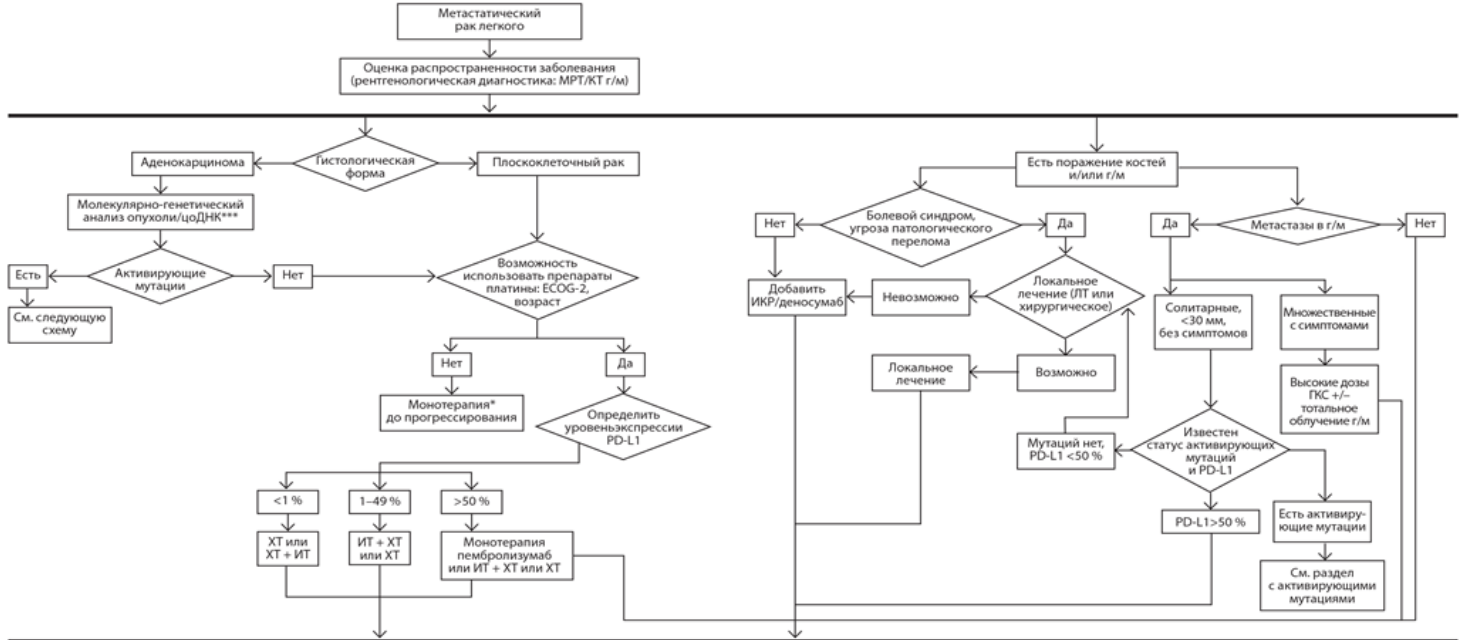 Метастатический
рак легкого
Оценка распространенности заболевания
(рентгенологическая диагностика: МРТ/КТ г/м)
Аденокарцинома
Гистологическая
форма
Плоскоклеточный рак
Молекулярно-генетический
анализ опухоли/цоДНК***
Есть
Активирующие
мутации
Нет
См. следующую
схему
Возможность
использовать препараты
платины: ECOG-2,
возраст
Нет
Да
Монотерапия*
до прогрессирования
Определить
уровеньэкспрессии
PD-L1
<1 %
1–49 %
>50 %
ХТ или
ХТ + ИТ
ИТ + ХТ
или ХТ
Монотерапия
пембролизумаб
или ИТ + ХТ или ХТ
Есть поражение костей
и/или г/м
Нет
Болевой синдром,
угроза патологического
перелома
Да
Да
Метастазы в г/м
Нет
Добавить
ИКР/деносумаб
Невозможно
Локальное
лечение (ЛТ или
хирургическое)
Локальное
лечение
Возможно
Солитарные,
<30 мм,
без симптомов
Множественные
с симптомами
Высокие дозы
ГКС +/–
тотальное
облучение г/м
Мутаций нет,
PD-L1 <50 %
Известен
статус активирующих
мутаций
и PD-L1
PD-L1>50 %
Есть активиру-
ющие мутации
См. раздел
с активирующими
мутациями